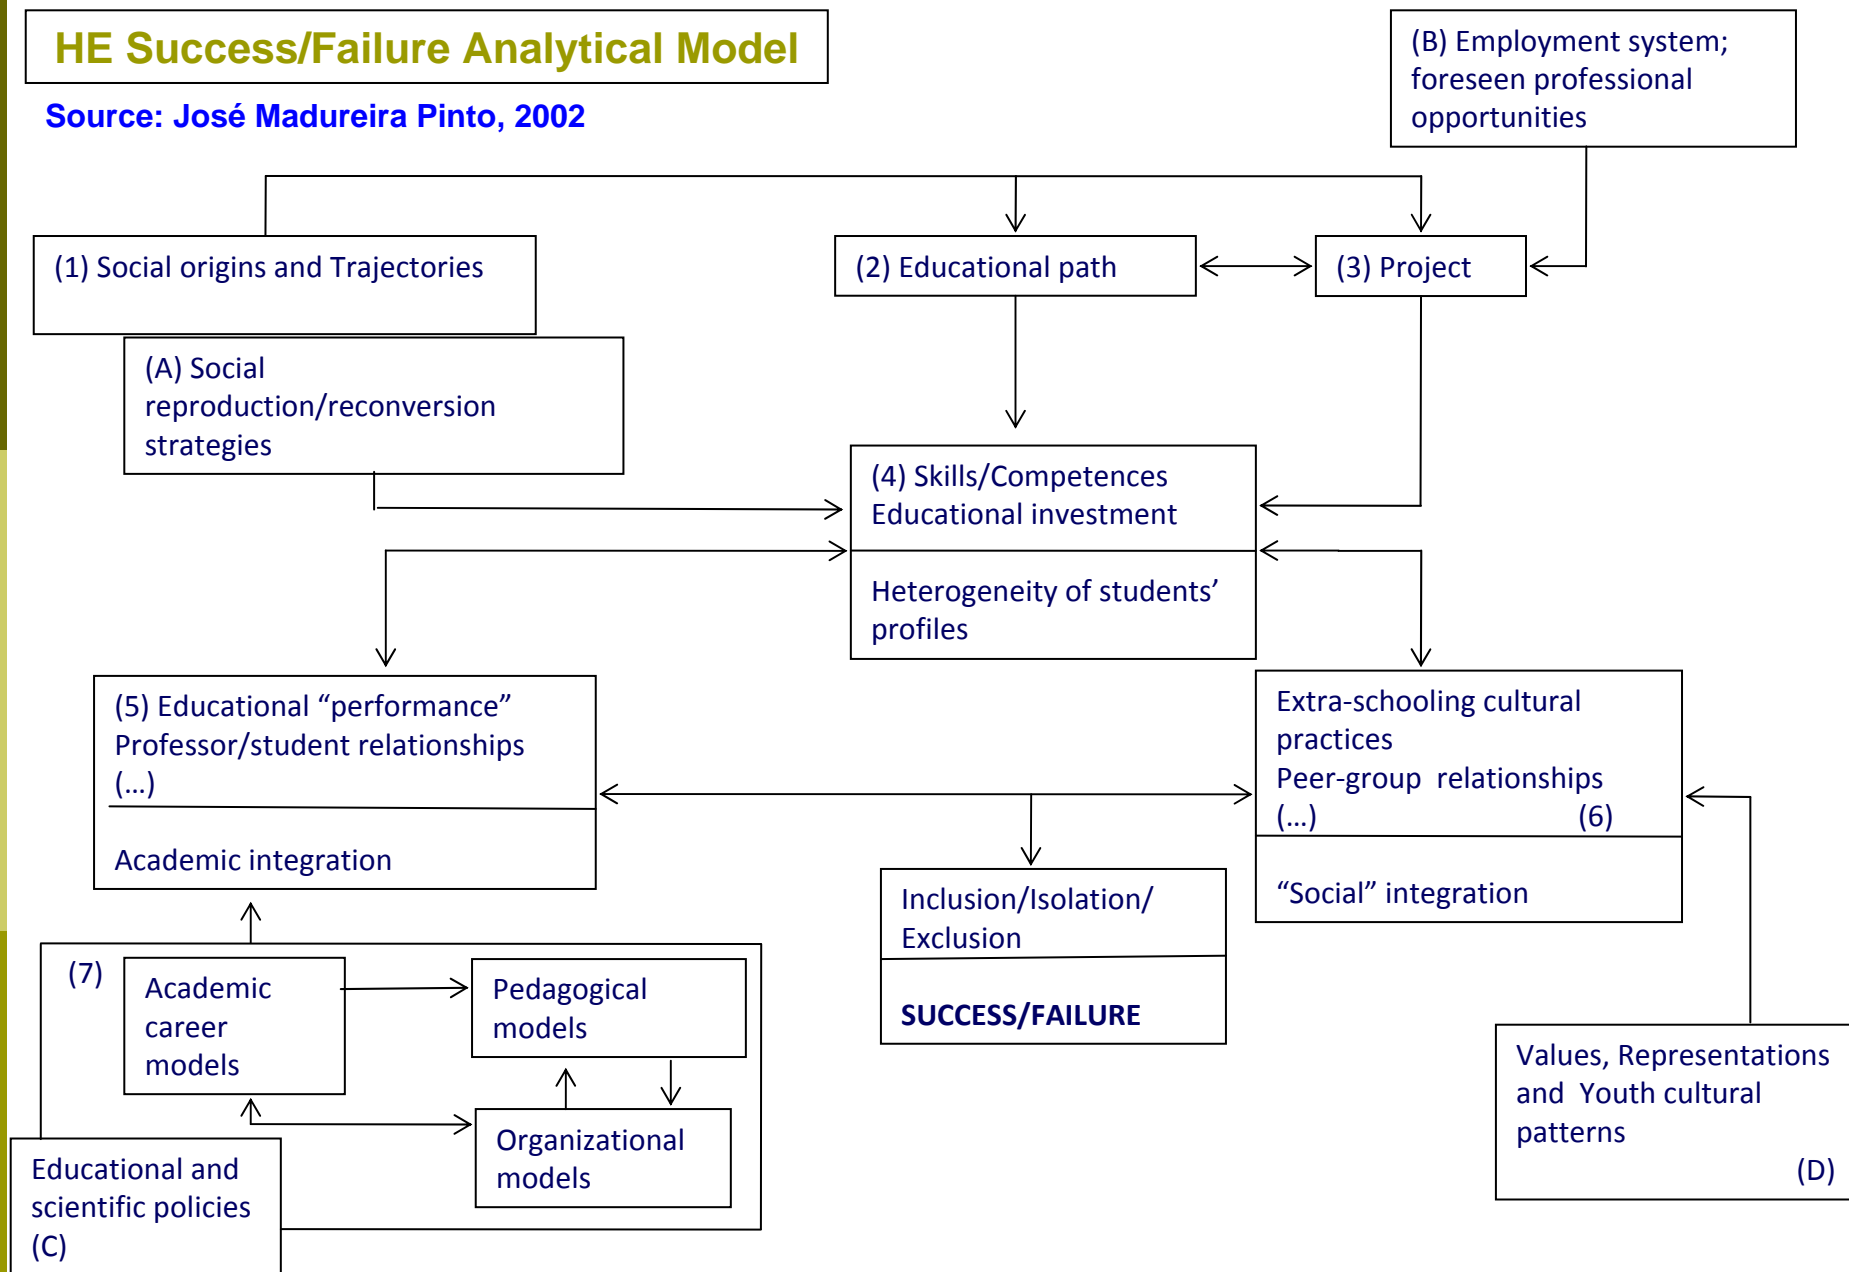 HE Success/Failure Analytical Model
Source: José Madureira Pinto, 2002
(B) Employment system;
foreseen professional
opportunities
(1) Social origins and Trajectories
(2) Educational path
(3) Project
(A) Social
reproduction/reconversion
strategies
(4) Skills/Competences
Educational investment
Heterogeneity of students’
profiles
(5) Educational “performance”
Professor/student relationships
(…)
Academic integration
Extra-schooling cultural
practices
Peer-group relationships
(…) (6)
“Social” integration
Inclusion/Isolation/
Exclusion
SUCCESS/FAILURE
(7)
Academic
career
models
Pedagogical
models
Organizational
models
Educational and
scientific policies
(C)
Values, Representations
and Youth cultural
patterns
(D)